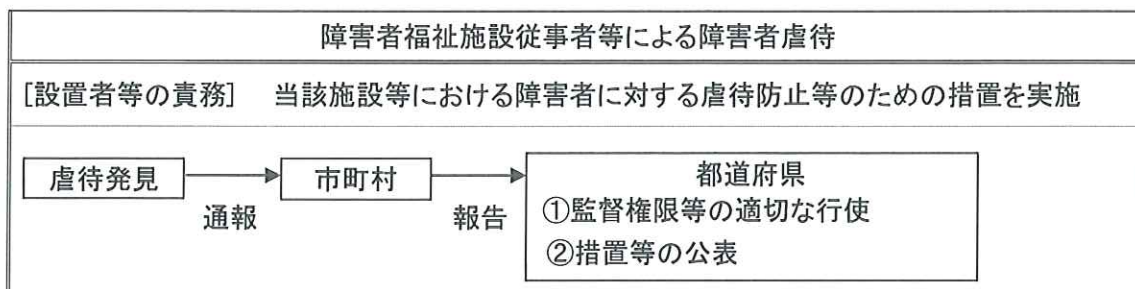 障害者福祉施設従事者等による障害者虐待
[設置者等の責務] 当該施設等における障害者に対する虐待防止等のための措置を実施
虐待発見
通報
市町村
報告
都道府県
①監督権限等の適切な行使
②措置等の公表